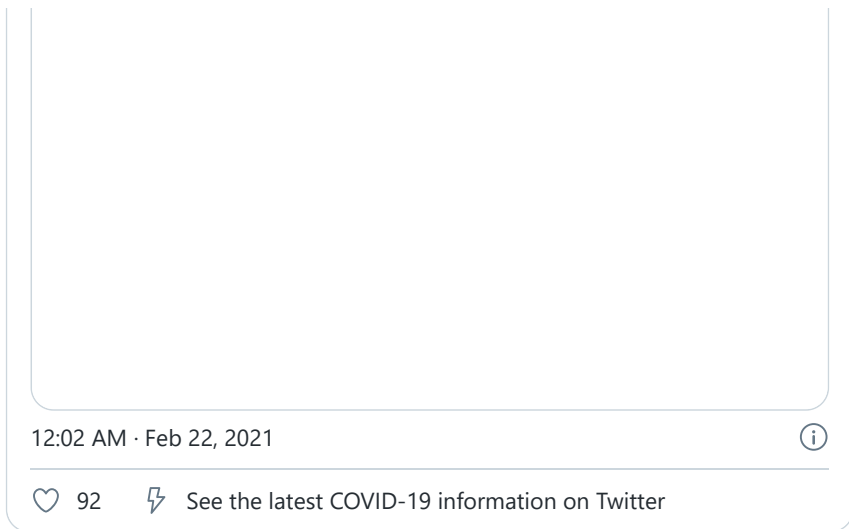 12:02 AM · Feb 22, 2021
92 See the latest COVID-19 information on Twitter